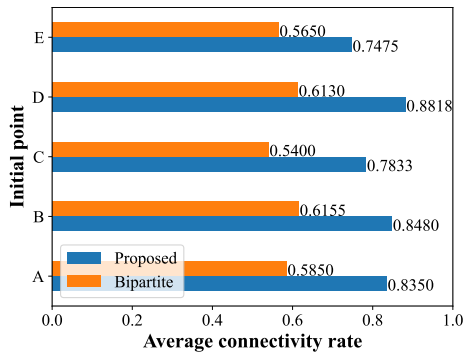 E
0.5650
0.7475
D
0.6130
0.8818
C
0.5400
0.7833
B
0.6155
0.8480
A
0.5850
0.8350
Proposed
Bipartite
Initial point
0.0 0.2 0.4 0.6 0.8 1.0
Average connectivity rate